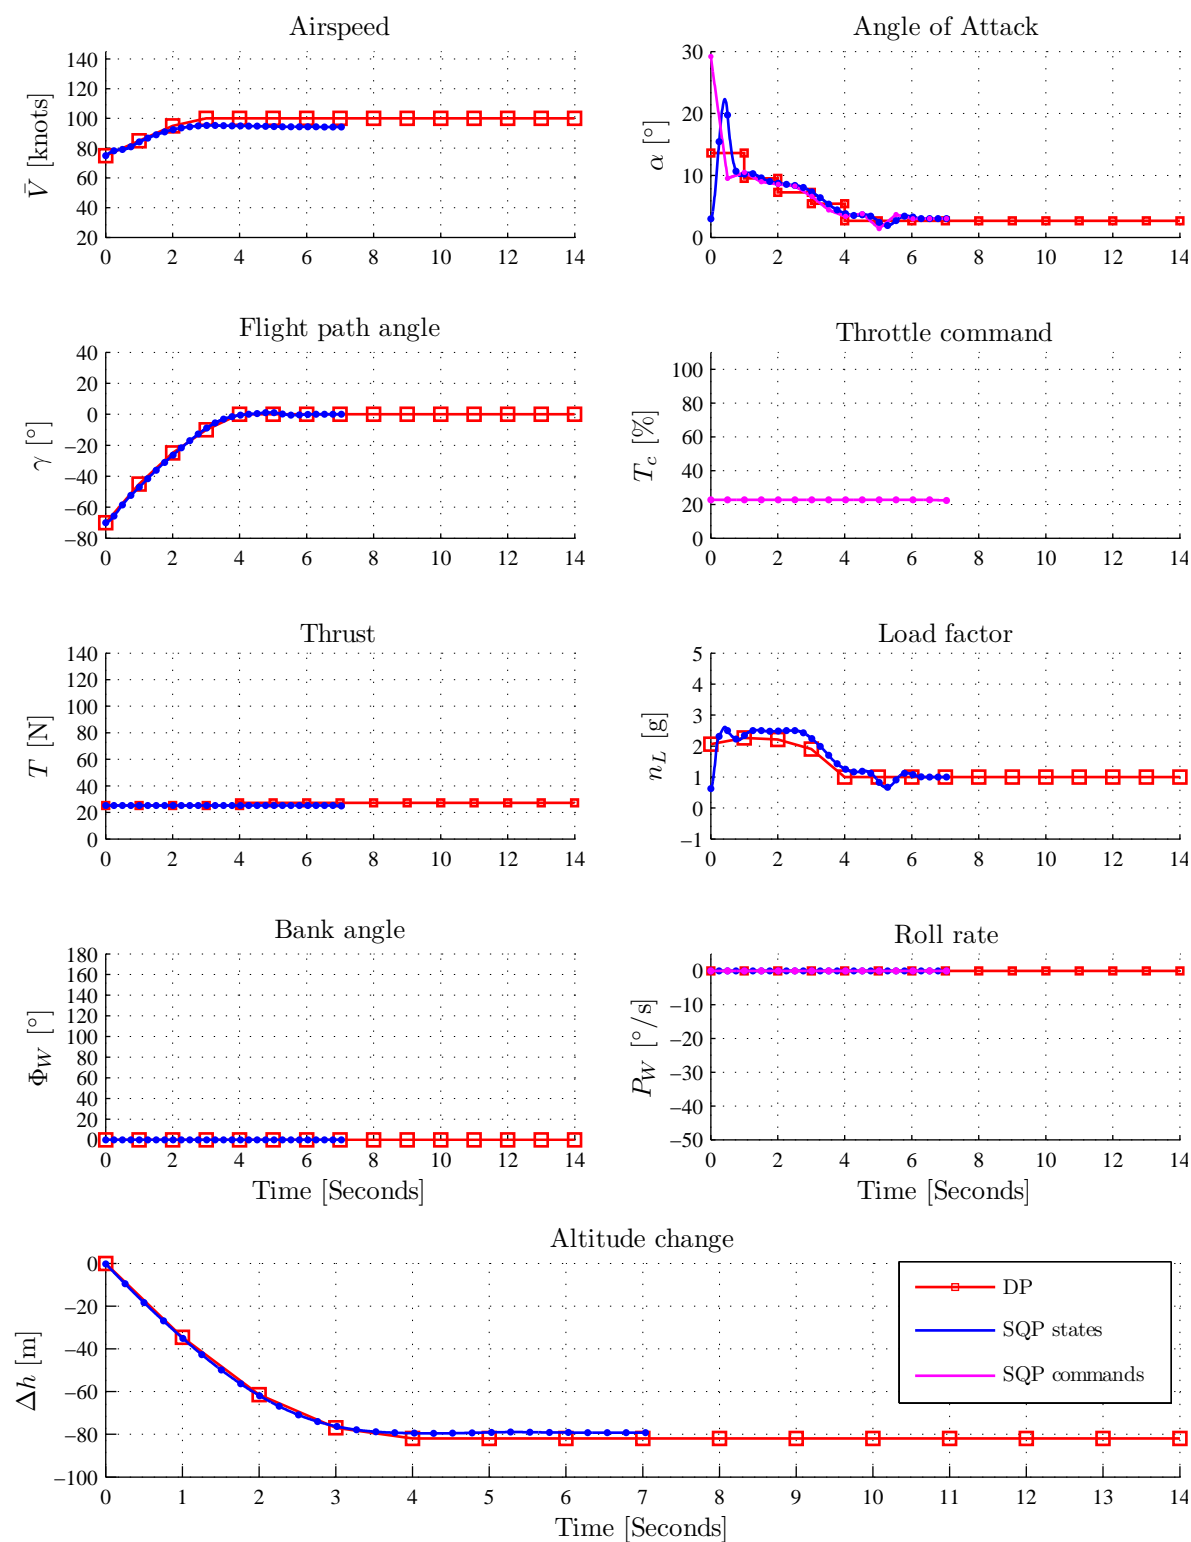 Airspeed
V̄ [knots]
140
120
100
80
60
40
20
0 2 4 6 8 10 12 14
Angle of Attack
α [°]
30
20
10
0
0 2 4 6 8 10 12 14
Flight path angle
γ [°]
40
20
0
−20
−40
−60
−80
0 2 4 6 8 10 12 14
Throttle command
T_c [%]
100
80
60
40
20
0
0 2 4 6 8 10 12 14
Thrust
T [N]
140
120
100
80
60
40
20
0
0 2 4 6 8 10 12 14
Load factor
n_L [g]
5
4
3
2
1
0
−1
0 2 4 6 8 10 12 14
Bank angle
Φ_W [°]
180
160
140
120
100
80
60
40
20
0
0 2 4 6 8 10 12 14
Time [Seconds]
Roll rate
P_W [°/s]
0
−10
−20
−30
−40
−50
0 2 4 6 8 10 12 14
Time [Seconds]
Altitude change
Δh [m]
0
−20
−40
−60
−80
−100
0 1 2 3 4 5 6 7 8 9 10 11 12 13 14
Time [Seconds]
DP
SQP states
SQP commands